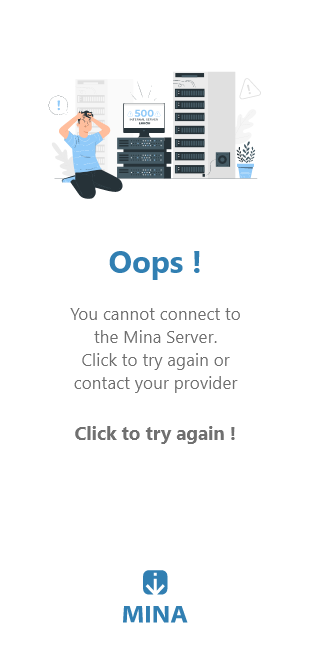 !
!
500
INTERNAL SERVER
ERROR
Oops !
You cannot connect to
the Mina Server.
Click to try again or
contact your provider
Click to try again !
MINA